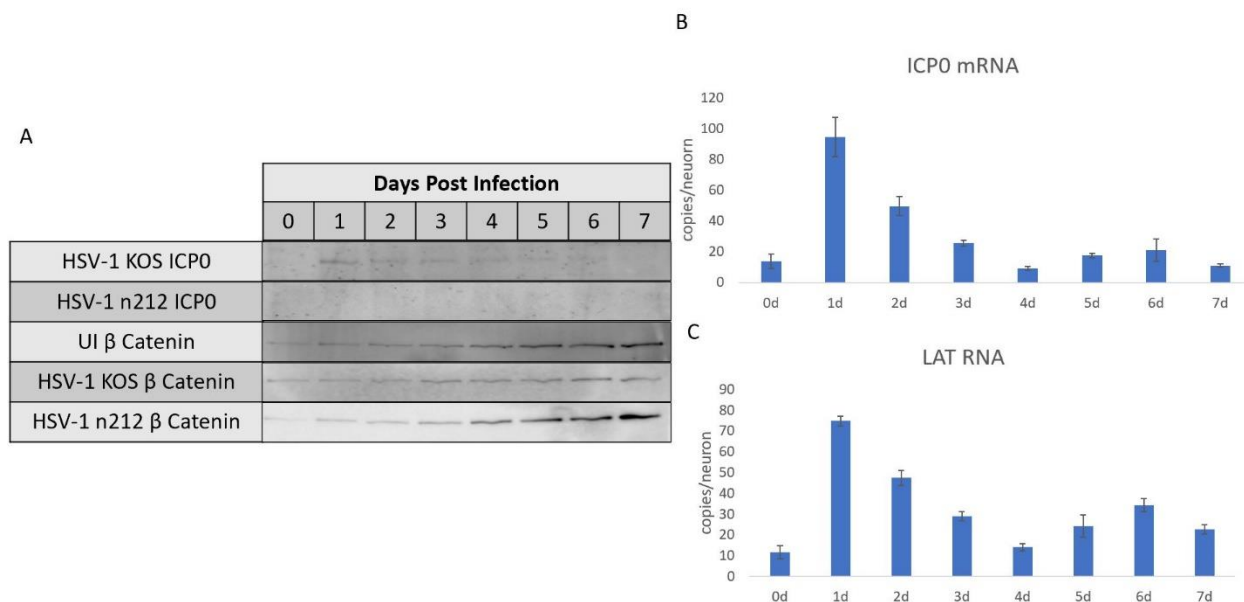 A
Days Post Infection
0 1 2 3 4 5 6 7
HSV-1 KOS ICP0
HSV-1 n212 ICP0
UI β Catenin
HSV-1 KOS β Catenin
HSV-1 n212 β Catenin
B
ICP0 mRNA
copies/neuorn
120
100
80
60
40
20
0
0d 1d 2d 3d 4d 5d 6d 7d
C
LAT RNA
copies/neuron
90
80
70
60
50
40
30
20
10
0
0d 1d 2d 3d 4d 5d 6d 7d